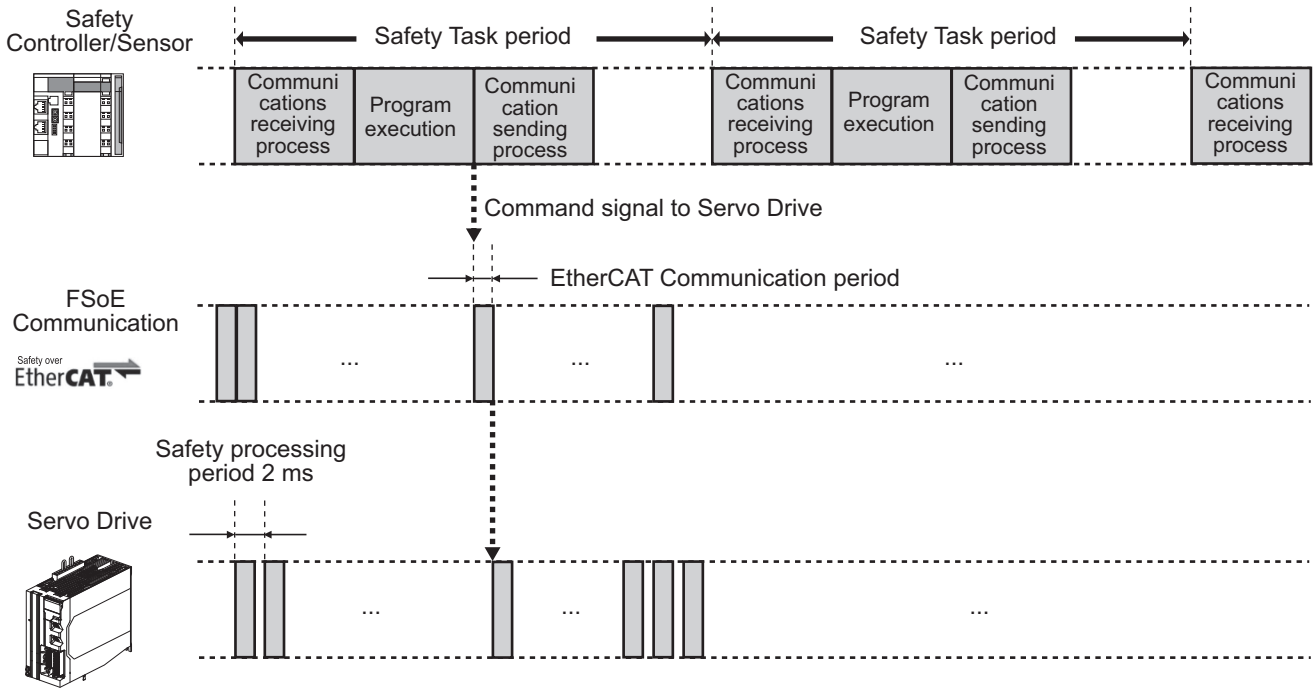 Safety
Controller/Sensor
Safety Task period
Safety Task period
Communi
cations
receiving
process
Program
execution
Communi
cation
sending
process
Communi
cations
receiving
process
Program
execution
Communi
cation
sending
process
Communi
cations
receiving
process
Command signal to Servo Drive
EtherCAT Communication period
FSoE
Communication
Safety over
EtherCAT®
...
...
...
Safety processing
period 2 ms
Servo Drive
...
...
...